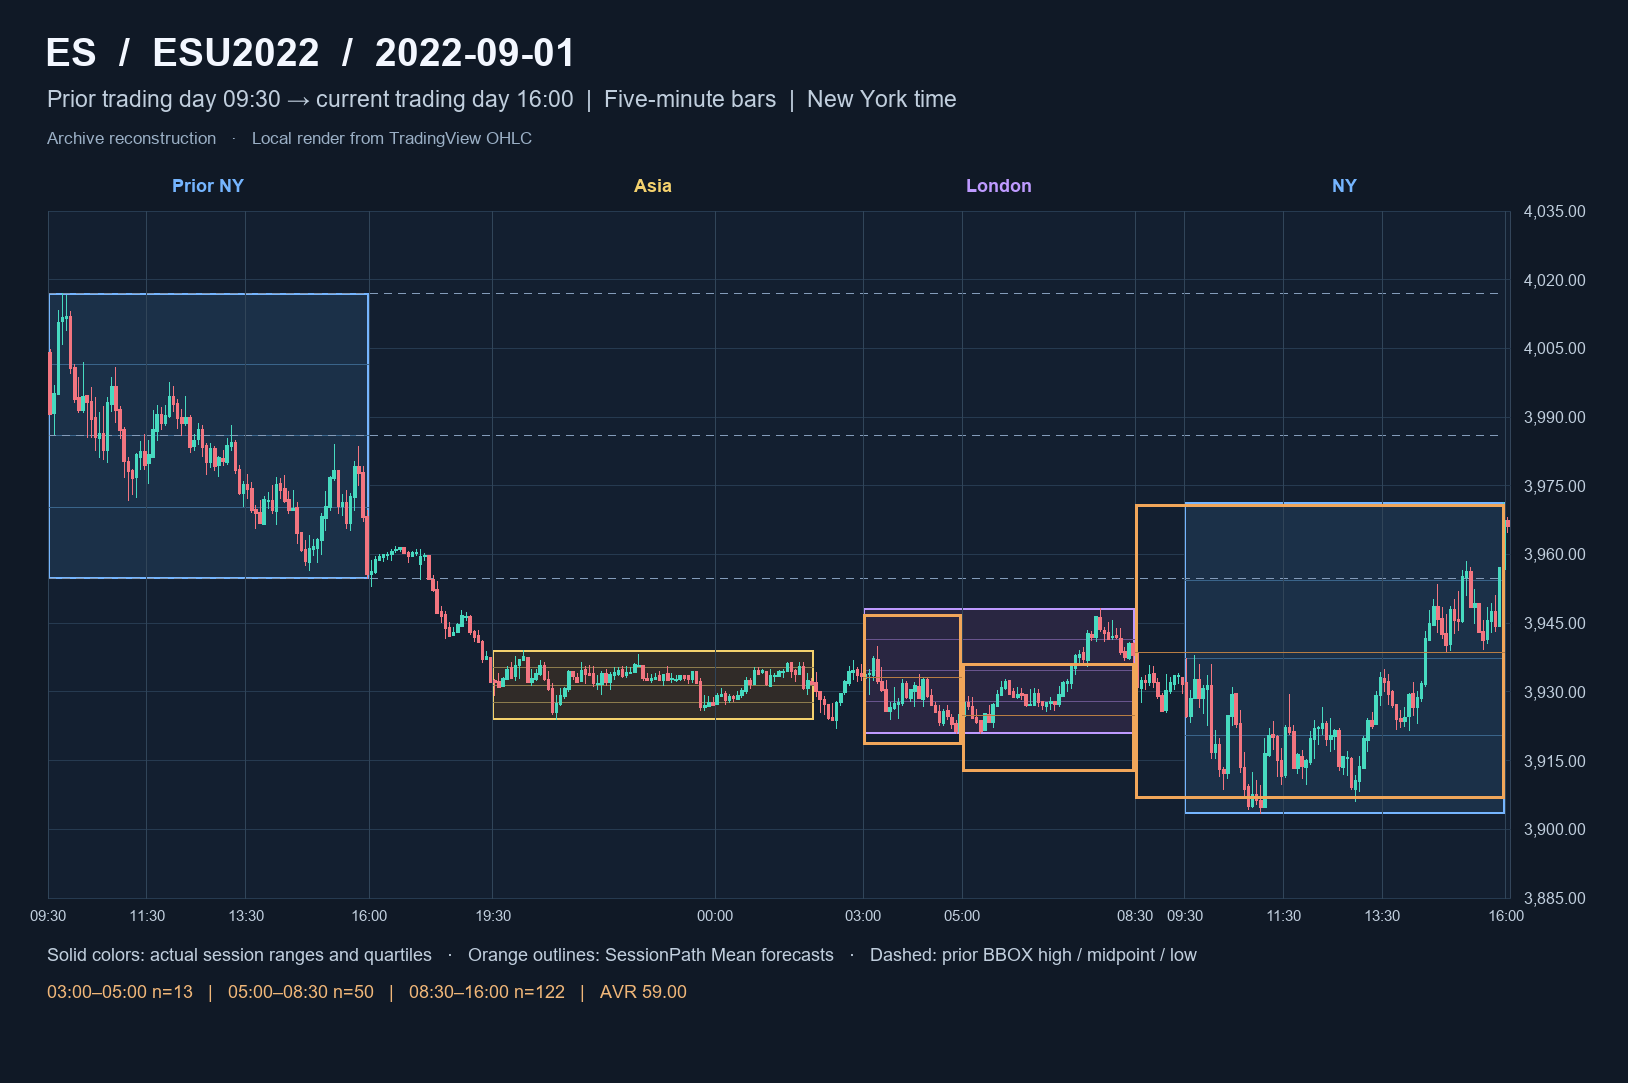 ES / ESU2022 / 2022-09-01
Prior trading day 09:30 → current trading day 16:00 | Five-minute bars | New York time
Archive reconstruction · Local render from TradingView OHLC
Prior NY Asia London NY
4,035.00
4,020.00
4,005.00
3,990.00
3,975.00
3,960.00
3,945.00
3,930.00
3,915.00
3,900.00
3,885.00
09:30 11:30 13:30 16:00 19:30 00:00 03:00 05:00 08:30 09:30 11:30 13:30 16:00
Solid colors: actual session ranges and quartiles · Orange outlines: SessionPath Mean forecasts · Dashed: prior BBOX high / midpoint / low
03:00–05:00 n=13 | 05:00–08:30 n=50 | 08:30–16:00 n=122 | AVR 59.00